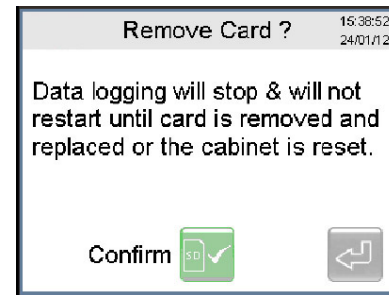 Remove Card ?
15:38:52
24/01/12
Data logging will stop & will not
restart until card is removed and
replaced or the cabinet is reset.
Confirm
SD